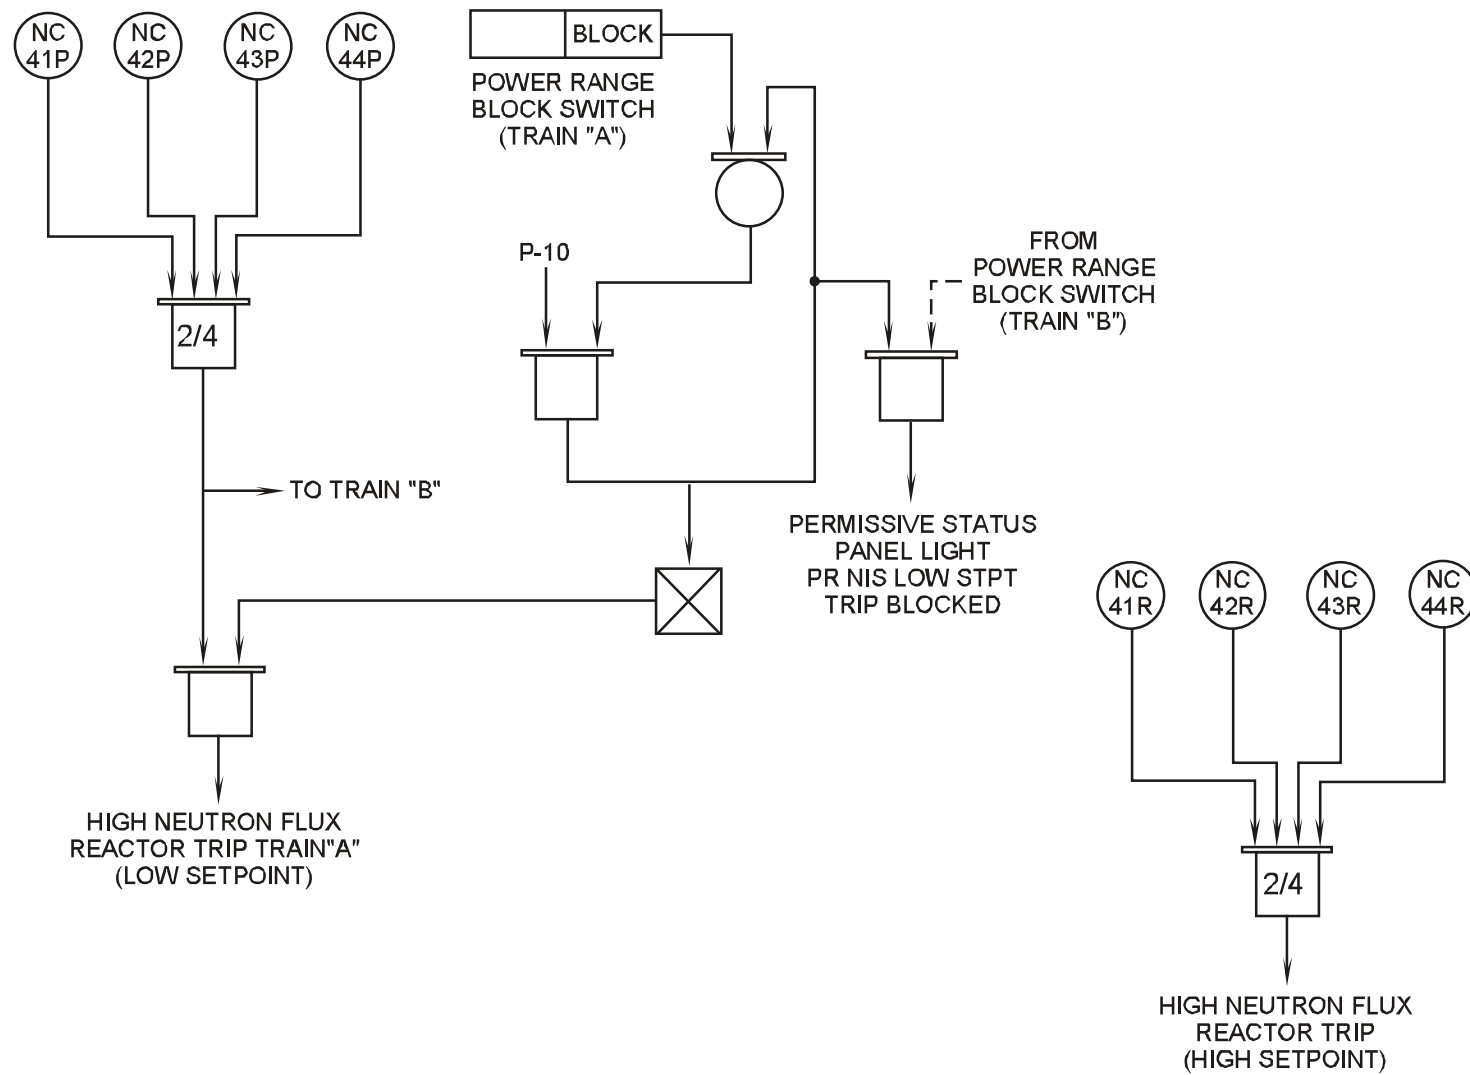 NC
41P
NC
42P
NC
43P
NC
44P
BLOCK
POWER RANGE
BLOCK SWITCH
(TRAIN "A")
P-10
FROM
POWER RANGE
BLOCK SWITCH
(TRAIN "B")
2/4
TO TRAIN "B"
PERMISSIVE STATUS
PANEL LIGHT
PR NIS LOW STPT
TRIP BLOCKED
HIGH NEUTRON FLUX
REACTOR TRIP TRAIN"A"
(LOW SETPOINT)
NC
41R
NC
42R
NC
43R
NC
44R
2/4
HIGH NEUTRON FLUX
REACTOR TRIP
(HIGH SETPOINT)